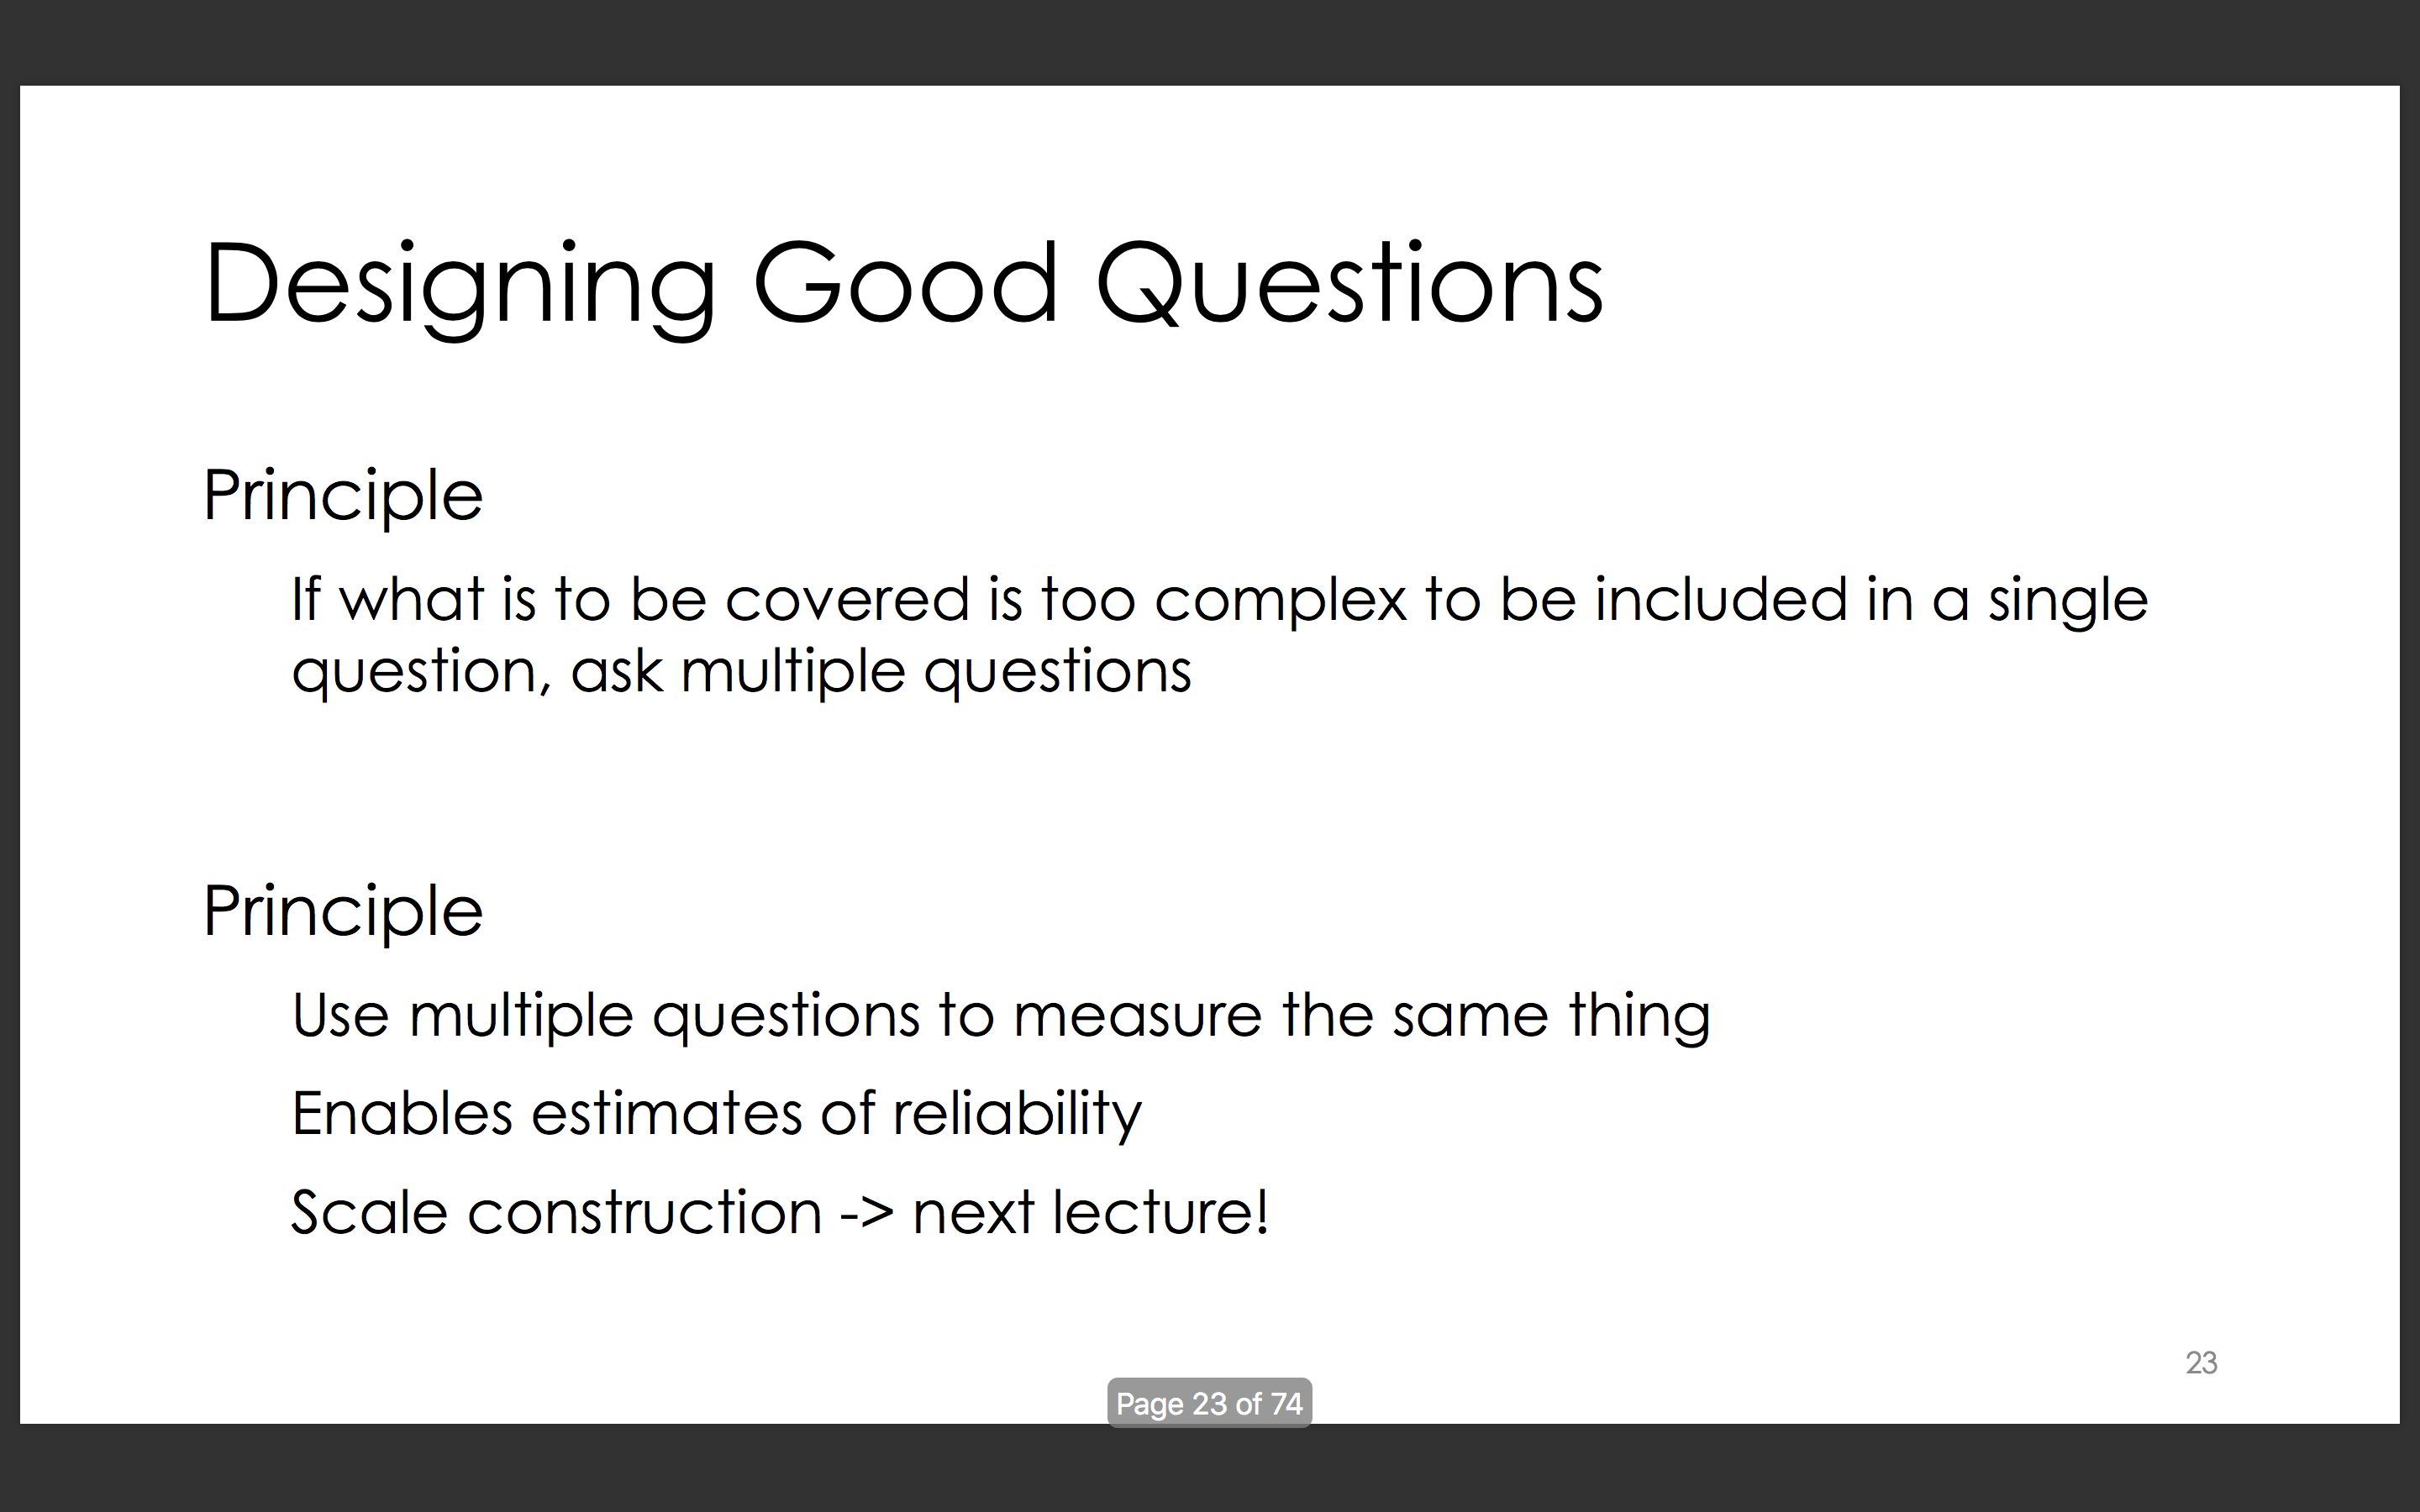 Designing Good Questions
Principle
If what is to be covered is too complex to be included in a single
question, ask multiple questions
Principle
Use multiple questions to measure the same thing
Enables estimates of reliability
Scale construction -> next lecture!
23
Page 23 of 74